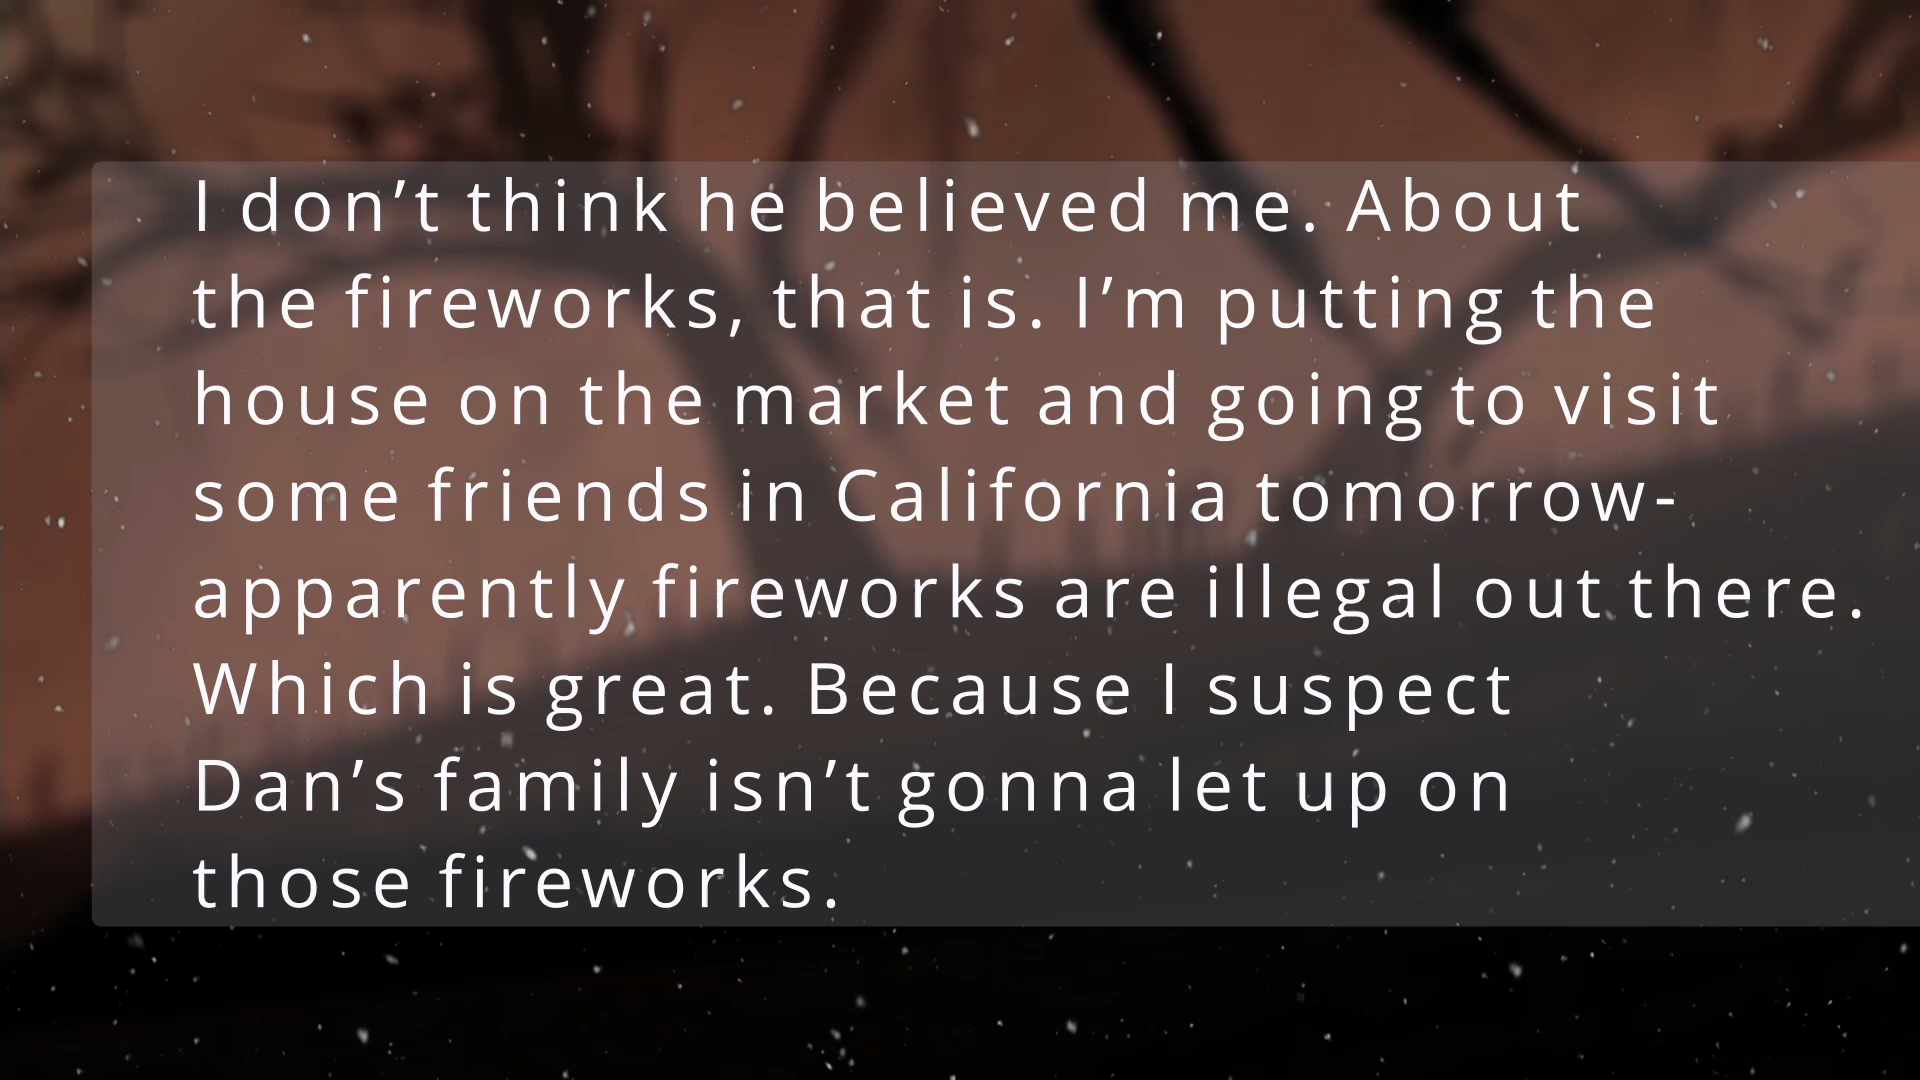 I don’t think he believed me. About
the fireworks, that is. I’m putting the
house on the market and going to visit
some friends in California tomorrow-
apparently fireworks are illegal out there.
Which is great. Because I suspect
Dan’s family isn’t gonna let up on
those fireworks.